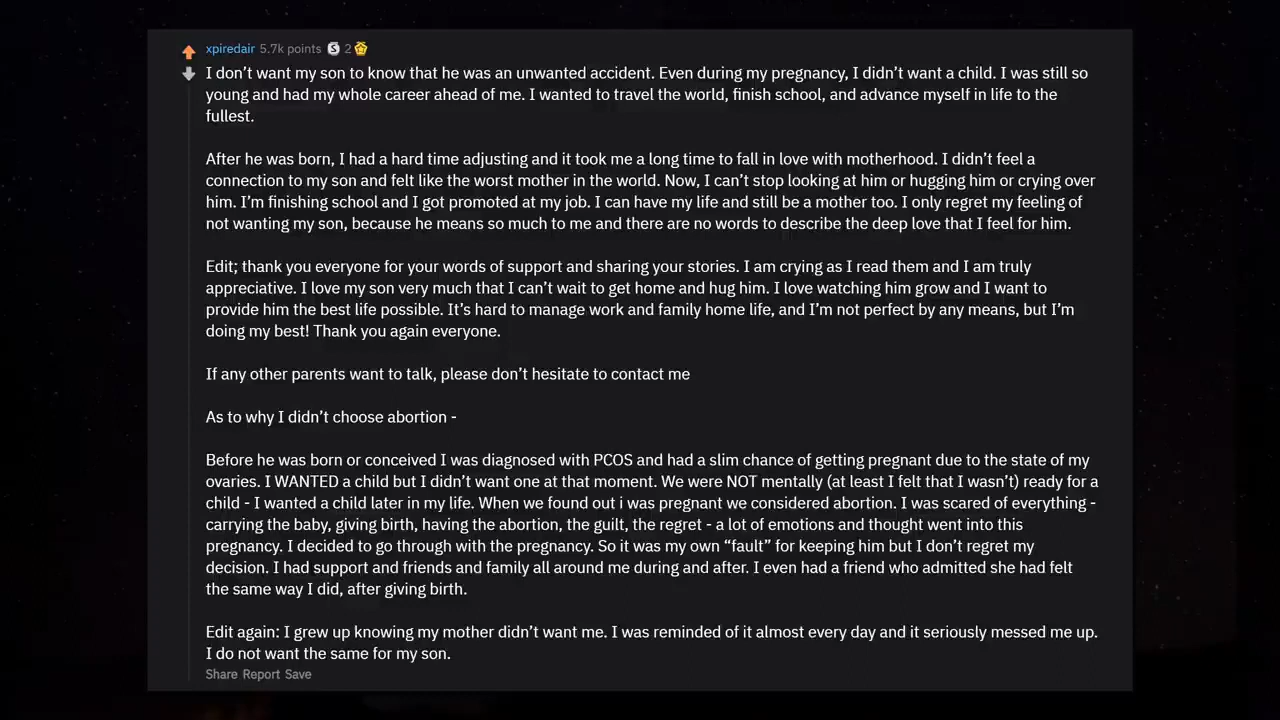 xpiredair 5.7k points S 2
I don't want my son to know that he was an unwanted accident. Even during my pregnancy, I didn't want a child. I was still so
young and had my whole career ahead of me. I wanted to travel the world, finish school, and advance myself in life to the
fullest.
After he was born, I had a hard time adjusting and it took me a long time to fall in love with motherhood. I didn't feel a
connection to my son and felt like the worst mother in the world. Now, I can't stop looking at him or hugging him or crying over
him. I'm finishing school and I got promoted at my job. I can have my life and still be a mother too. I only regret my feeling of
not wanting my son, because he means so much to me and there are no words to describe the deep love that I feel for him.
Edit; thank you everyone for your words of support and sharing your stories. I am crying as I read them and I am truly
appreciative. I love my son very much that I can't wait to get home and hug him. I love watching him grow and I want to
provide him the best life possible. It's hard to manage work and family home life, and I'm not perfect by any means, but I'm
doing my best! Thank you again everyone.
If any other parents want to talk, please don't hesitate to contact me
As to why I didn't choose abortion -
Before he was born or conceived I was diagnosed with PCOS and had a slim chance of getting pregnant due to the state of my
ovaries. I WANTED a child but I didn't want one at that moment. We were NOT mentally (at least I felt that I wasn't) ready for a
child - I wanted a child later in my life. When we found out i was pregnant we considered abortion. I was scared of everything -
carrying the baby, giving birth, having the abortion, the guilt, the regret - a lot of emotions and thought went into this
pregnancy. I decided to go through with the pregnancy. So it was my own “fault” for keeping him but I don't regret my
decision. I had support and friends and family all around me during and after. I even had a friend who admitted she had felt
the same way I did, after giving birth.
Edit again: I grew up knowing my mother didn't want me. I was reminded of it almost every day and it seriously messed me up.
I do not want the same for my son.
Share Report Save